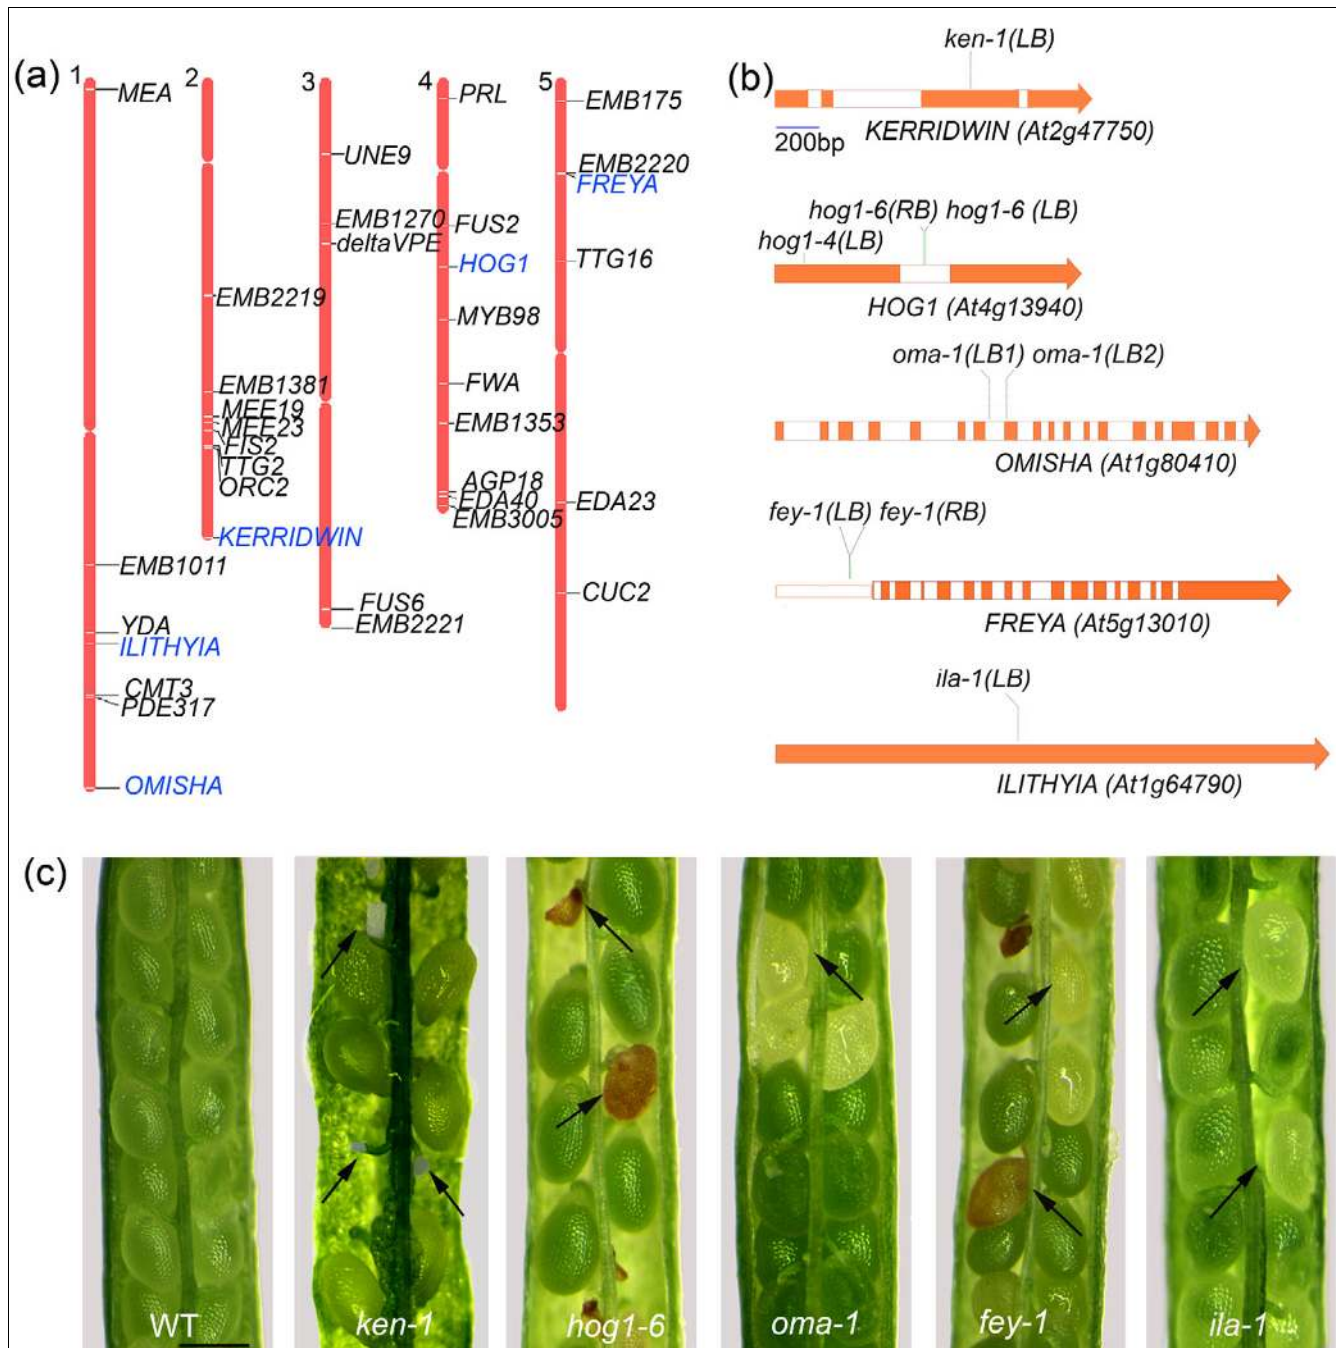 (a)
1
MEA
EMB1011
YDA
ILITHYIA
CMT3
PDE317
OMISHA
2
EMB2219
EMB1381
MEE19
MEE23
FIS2
TTG2
ORC2
KERRIDWIN
3
UNE9
EMB1270
deltaVPE
FUS6
EMB2221
4
PRL
FUS2
HOG1
MYB98
FWA
EMB1353
AGP18
EDA40
EMB3005
5
EMB175
EMB2220
FREYA
TTG16
EDA23
CUC2
(b)
ken-1(LB)
KERRIDWIN (At2g47750)
200bp
hog1-6(RB) hog1-6 (LB)
hog1-4(LB)
HOG1 (At4g13940)
oma-1(LB1) oma-1(LB2)
OMISHA (At1g80410)
fey-1(LB) fey-1(RB)
FREYA (At5g13010)
ila-1(LB)
ILITHYIA (At1g64790)
(c)
WT
ken-1
hog1-6
oma-1
fey-1
ila-1